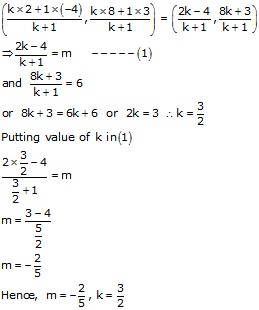 (k×2+1×(−4)/k+1, k×8+1×3/k+1) = (2k−4/k+1, 8k+3/k+1)
⇒ 2k−4/k+1 = m -----(1)
and 8k+3/k+1 = 6
or 8k+3=6k+6 or 2k=3 ∴k=3/2
Putting value of k in(1)
2×3/2−4/3/2+1 = m
m = 3−4/5/2
m = −2/5
Hence, m = −2/5, k = 3/2